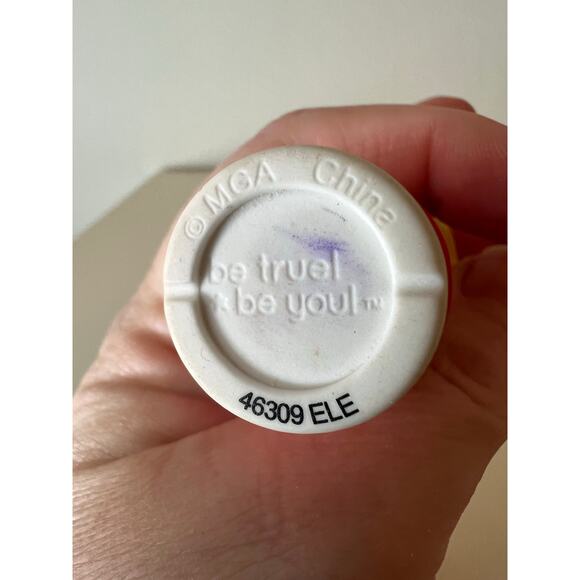 © MGA China
be true!
* be you!™
46309 ELE